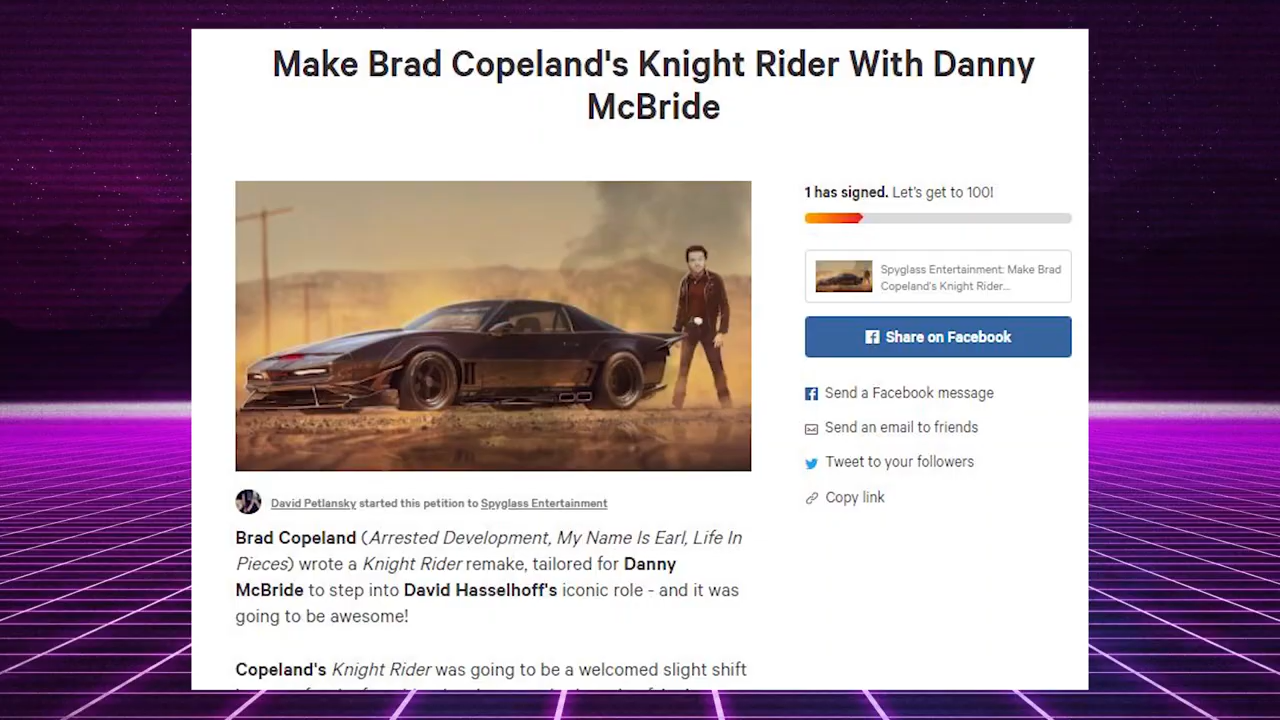 Make Brad Copeland's Knight Rider With Danny
McBride
1 has signed. Let's get to 100!
Spyglass Entertainment: Make Brad
Copeland's Knight Rider...
Share on Facebook
Send a Facebook message
Send an email to friends
Tweet to your followers
Copy link
David Petlansky started this petition to Spyglass Entertainment
Brad Copeland (Arrested Development, My Name Is Earl, Life In
Pieces) wrote a Knight Rider remake, tailored for Danny
McBride to step into David Hasselhoff's iconic role - and it was
going to be awesome!
Copeland's Knight Rider was going to be a welcomed slight shift